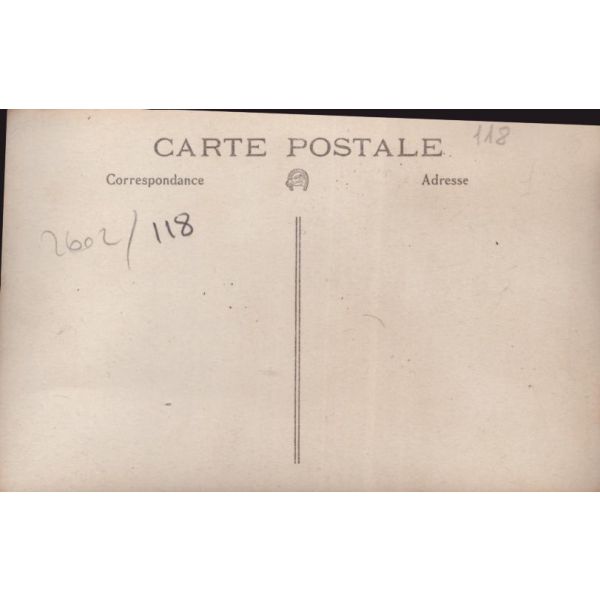 118
CARTE POSTALE
Correspondance Adresse
2602/118